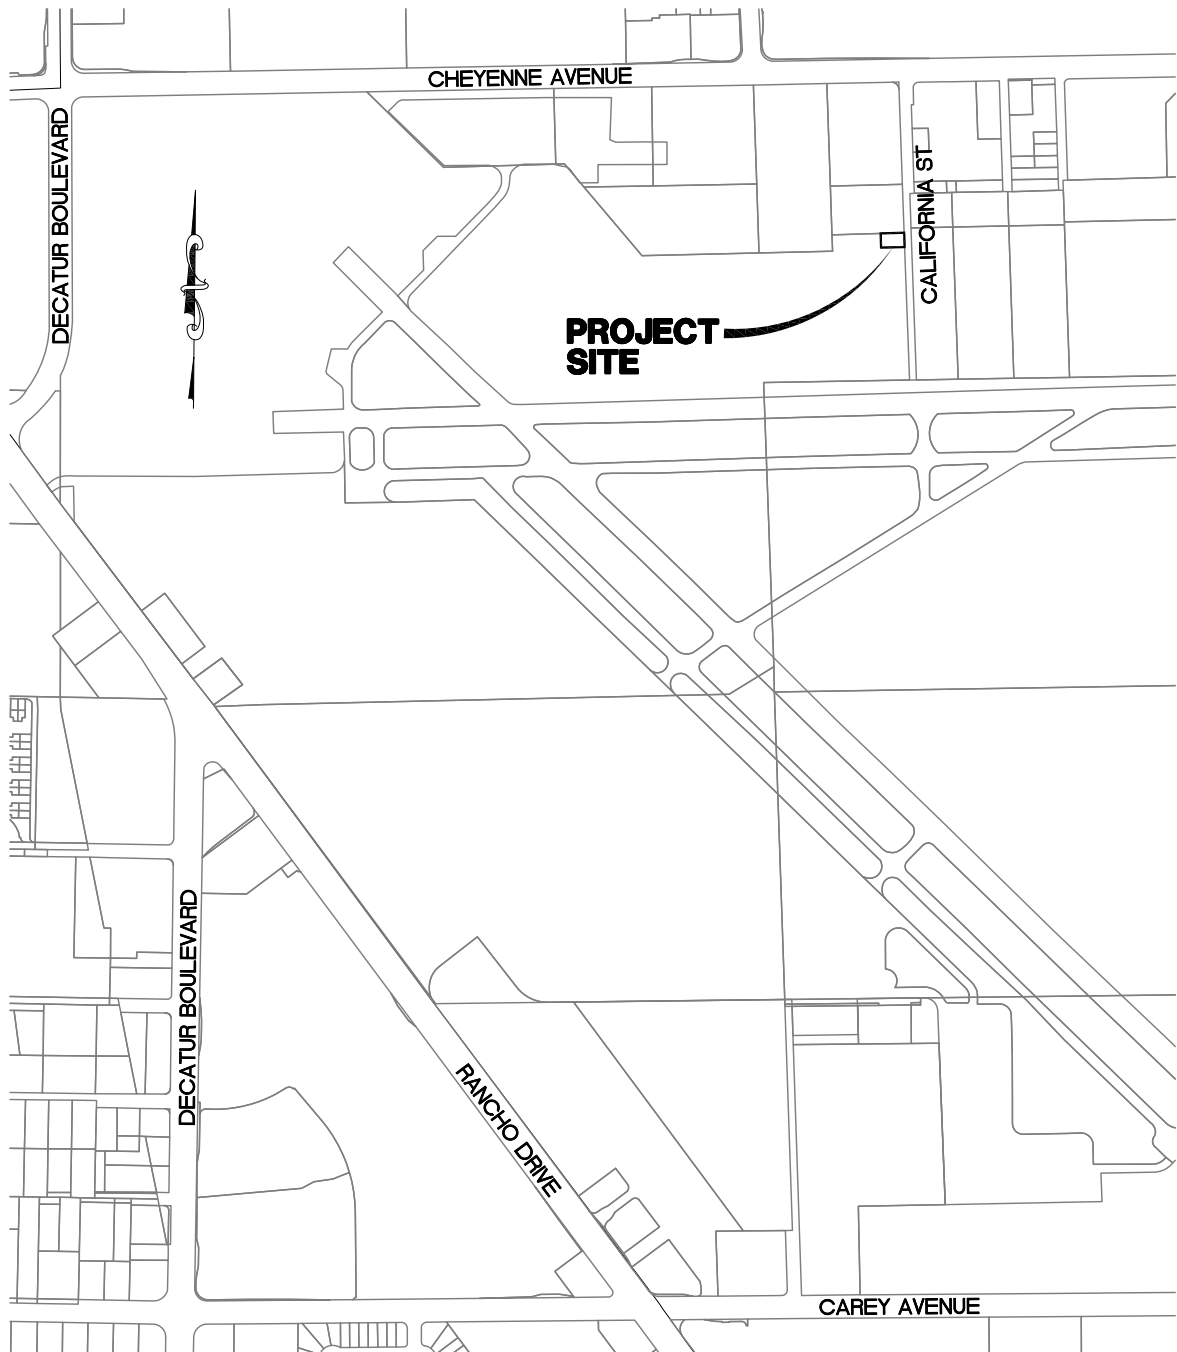 CHEYENNE AVENUE
DECATUR BOULEVARD
CALIFORNIA ST
PROJECT
SITE
DECATUR BOULEVARD
RANCHO DRIVE
CAREY AVENUE